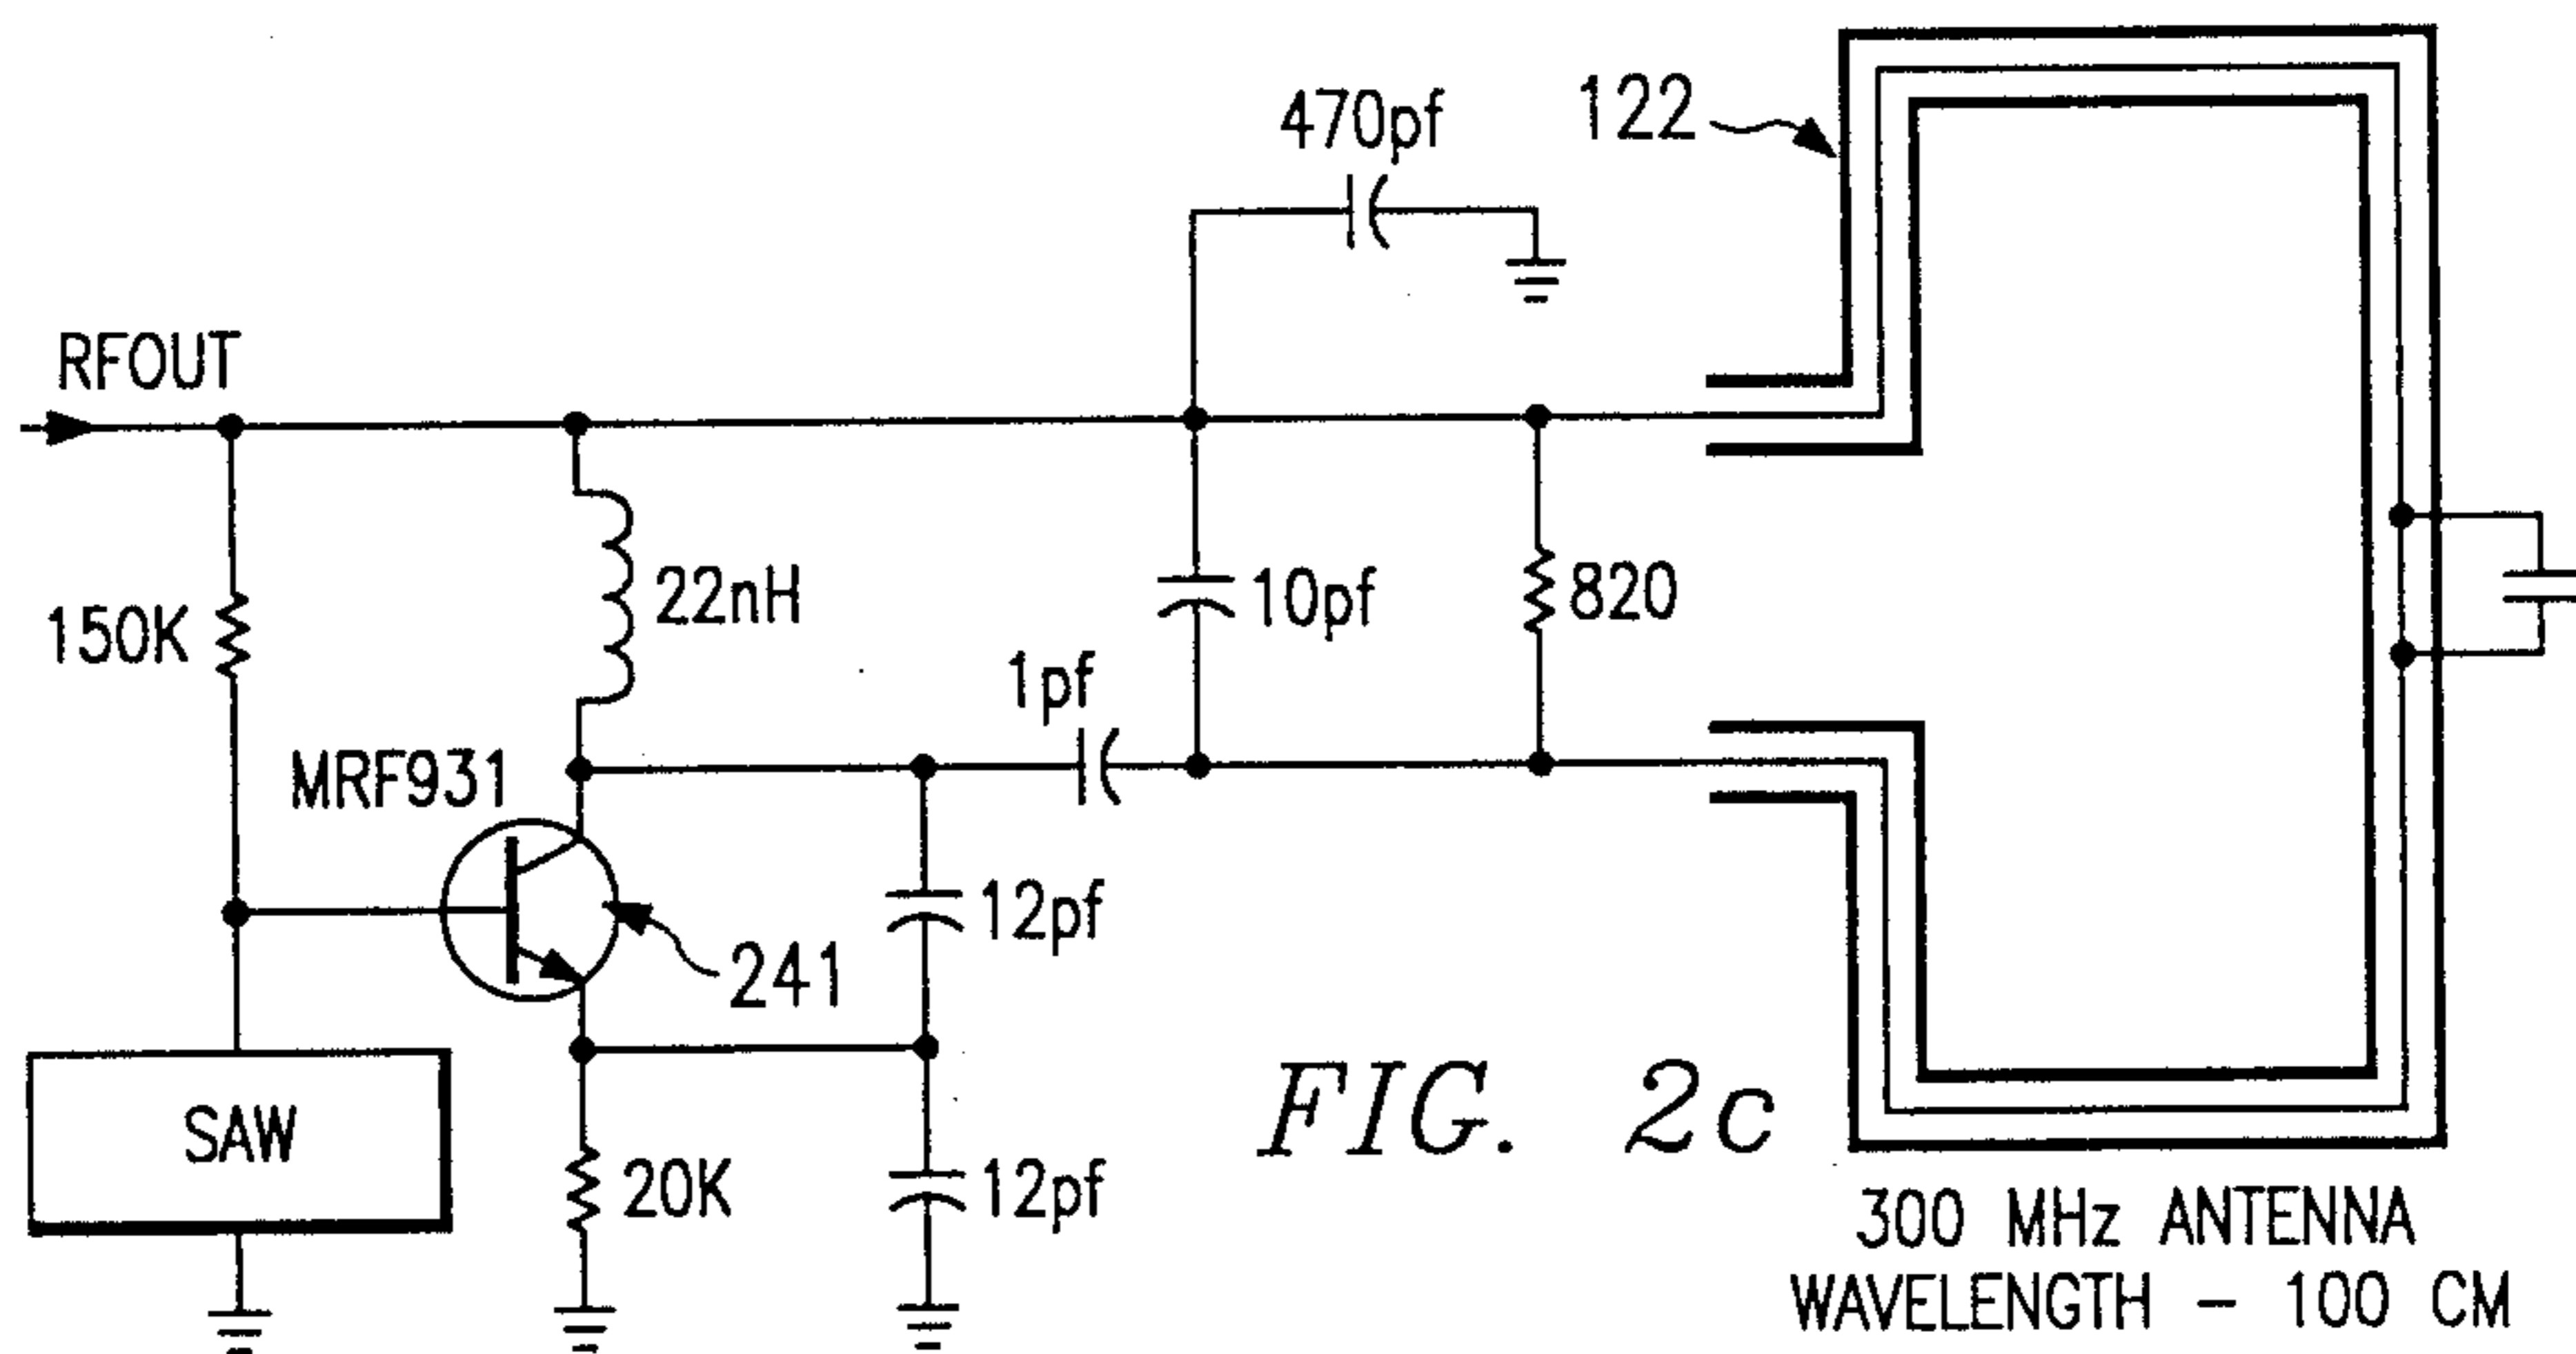 470pf
122
RFOUT
150K
22nH
10pf
820
1pf
MRF931
12pf
241
SAW
20K
12pf
FIG. 2c
300 MHz ANTENNA
WAVELENGTH - 100 CM